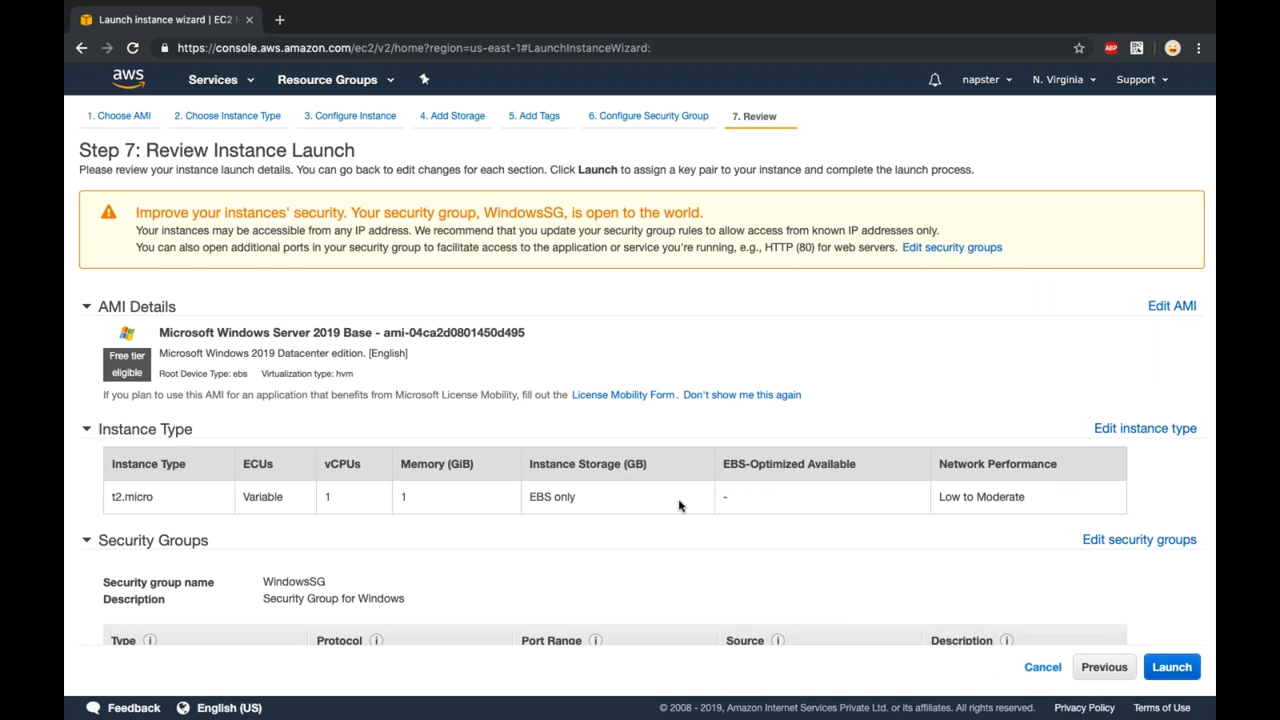 Launch instance wizard | EC2
https://console.aws.amazon.com/ec2/v2/home?region=us-east-1#LaunchInstanceWizard:
ABP
aws Services Resource Groups napster N. Virginia Support
1. Choose AMI 2. Choose Instance Type 3. Configure Instance 4. Add Storage 5. Add Tags 6. Configure Security Group 7. Review
Step 7: Review Instance Launch
Please review your instance launch details. You can go back to edit changes for each section. Click Launch to assign a key pair to your instance and complete the launch process.
Improve your instances' security. Your security group, WindowsSG, is open to the world.
Your instances may be accessible from any IP address. We recommend that you update your security group rules to allow access from known IP addresses only.
You can also open additional ports in your security group to facilitate access to the application or service you're running, e.g., HTTP (80) for web servers. Edit security groups
AMI Details Edit AMI
Microsoft Windows Server 2019 Base - ami-04ca2d0801450d495
Free tier eligible
Microsoft Windows 2019 Datacenter edition. [English]
Root Device Type: ebs Virtualization type: hvm
If you plan to use this AMI for an application that benefits from Microsoft License Mobility, fill out the License Mobility Form. Don't show me this again
Instance Type Edit instance type
Instance Type ECUs vCPUs Memory (GiB) Instance Storage (GB) EBS-Optimized Available Network Performance
t2.micro Variable 1 1 EBS only - Low to Moderate
Security Groups Edit security groups
Security group name WindowsSG
Description Security Group for Windows
Type Protocol Port Range Source Description
Cancel Previous Launch
Feedback English (US) © 2008 - 2019, Amazon Internet Services Private Ltd. or its affiliates. All rights reserved. Privacy Policy Terms of Use